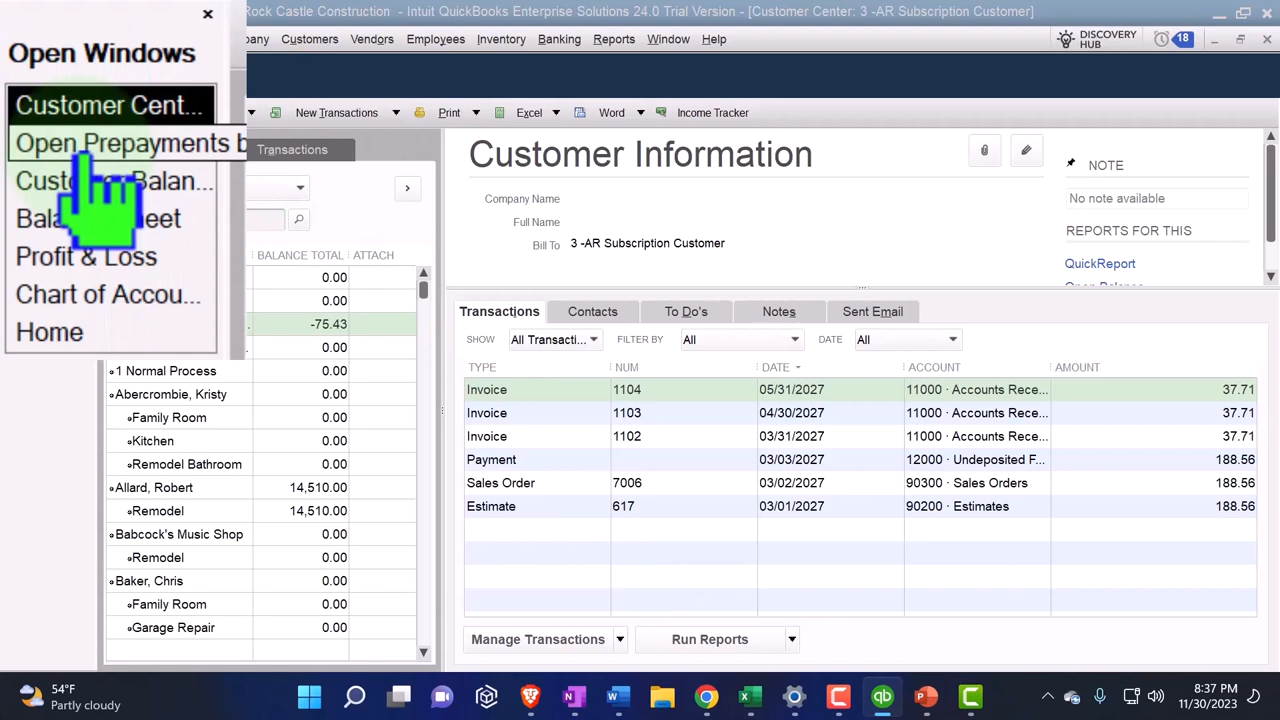 Rock Castle Construction - Intuit QuickBooks Enterprise Solutions 24.0 Trial Version - [Customer Center: 3 -AR Subscription Customer]
Customers Vendors Employees Inventory Banking Reports Window Help
DISCOVERY HUB
18
New Transactions Print Excel Word Income Tracker
Open Windows
Customer Cent...
Open Prepayments
Profit & Loss
Chart of Accou...
Home
Transactions
BALANCE TOTAL ATTACH
0.00
0.00
-75.43
0.00
1 Normal Process 0.00
Abercrombie, Kristy 0.00
Family Room 0.00
Kitchen 0.00
Remodel Bathroom 0.00
Allard, Robert 14,510.00
Remodel 14,510.00
Babcock's Music Shop 0.00
Remodel 0.00
Baker, Chris 0.00
Family Room 0.00
Garage Repair 0.00
Customer Information
Company Name
Full Name
Bill To 3 -AR Subscription Customer
NOTE
No note available
REPORTS FOR THIS
QuickReport
Transactions Contacts To Do's Notes Sent Email
SHOW All Transacti... FILTER BY All DATE All
TYPE NUM DATE ACCOUNT AMOUNT
Invoice 1104 05/31/2027 11000 · Accounts Rece... 37.71
Invoice 1103 04/30/2027 11000 · Accounts Rece... 37.71
Invoice 1102 03/31/2027 11000 · Accounts Rece... 37.71
Payment 03/03/2027 12000 · Undeposited F... 188.56
Sales Order 7006 03/02/2027 90300 · Sales Orders 188.56
Estimate 617 03/01/2027 90200 · Estimates 188.56
Manage Transactions Run Reports
54°F
Partly cloudy
8:37 PM
11/30/2023